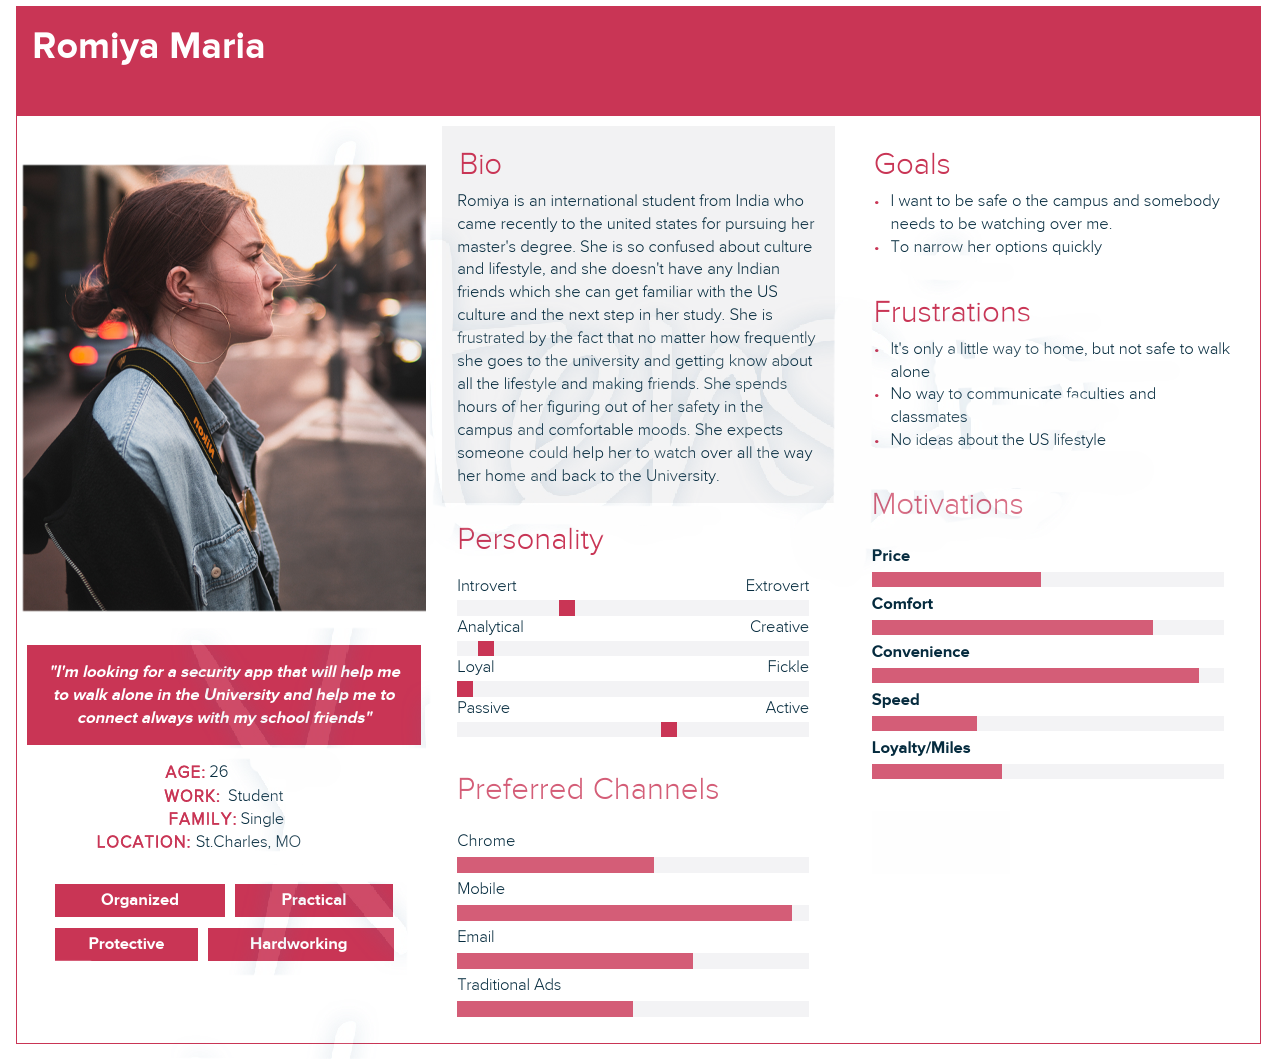 Romiya Maria
"I'm looking for a security app that will help me
to walk alone in the University and help me to
connect always with my school friends"
AGE: 26
WORK: Student
FAMILY: Single
LOCATION: St.Charles, MO
Organized
Practical
Protective
Hardworking
Bio
Romiya is an international student from India who
came recently to the united states for pursuing her
master's degree. She is so confused about culture
and lifestyle, and she doesn't have any Indian
friends which she can get familiar with the US
culture and the next step in her study. She is
frustrated by the fact that no matter how frequently
she goes to the university and getting know about
all the lifestyle and making friends. She spends
hours of her figuring out of her safety in the
campus and comfortable moods. She expects
someone could help her to watch over all the way
her home and back to the University.
Personality
Introvert Extrovert
Analytical Creative
Loyal Fickle
Passive Active
Preferred Channels
Chrome
Mobile
Email
Traditional Ads
Goals
• I want to be safe o the campus and somebody
needs to be watching over me.
• To narrow her options quickly
Frustrations
• It's only a little way to home, but not safe to walk
alone
• No way to communicate faculties and
classmates
• No ideas about the US lifestyle
Motivations
Price
Comfort
Convenience
Speed
Loyalty/Miles
NIKON